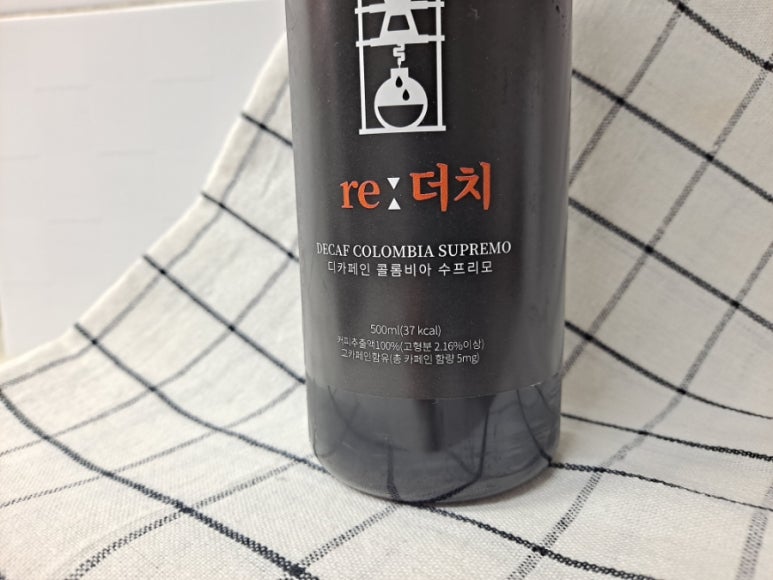 re:더치
DECAF COLOMBIA SUPREMO
디카페인 콜롬비아 수프리모
500ml(37 kcal)
커피추출액100%(고형분 2.16%이상)
고카페인함유(총 카페인 함량 5mg)